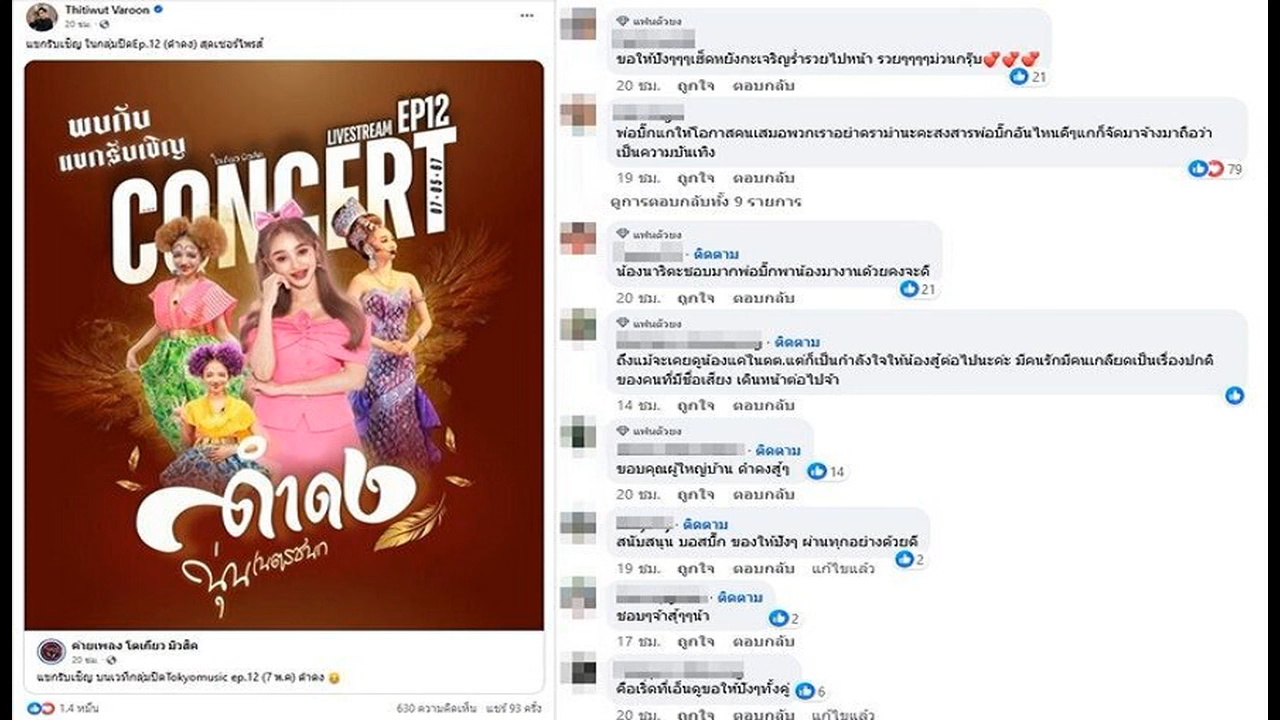 Thitiwut Varoon
20 ชม.
แขกรับเชิญ ในกลุ่มปิดEp.12 (ดำดง) สุดเซอร์ไพรส์
พบกับ
แขกรับเชิญ
LIVESTREAM EP12
โตเกียว มิวสิค
CONCERT
07-05-67
ดำดง
นุ่น เนตรชนก
ค่ายเพลง โตเกียว มิวสิค
20 ชม.
แขกรับเชิญ บนเวทีกลุ่มปิดTokyomusic ep.12 (7 พ.ค) ดำดง
1.4 หมื่น
630 ความคิดเห็น แชร์ 93 ครั้ง
แฟนตัวยง
ขอให้ปังๆๆๆเฮ็ดหยังกะเจริญร่ำรวยไปหน้า รวยๆๆๆๆม่วนกรุ๊บ💕💕💕
21
20 ชม. ถูกใจ ตอบกลับ
พ่อบิ๊กแกให้โอกาสคนเสมอพวกเราอย่าดราม่านะคะสงสารพ่อบิ๊กอันไหนดีๆแกก็จัดมาจ้างมาถือว่า
เป็นความบันเทิง
79
19 ชม. ถูกใจ ตอบกลับ
ดูการตอบกลับทั้ง 9 รายการ
แฟนตัวยง
· ติดตาม
น้องนาริตะชอบมากพ่อบิ๊กพาน้องมางานด้วยคงจะดี
21
20 ชม. ถูกใจ ตอบกลับ
แฟนตัวยง
· ติดตาม
ถึงแม้จะเคยดูน้องแค่ในตต.แต่ก็เป็นกำลังใจให้น้องสู้ต่อไปนะค่ะ มีคนรักมีคนเกลียดเป็นเรื่องปกติ
ของคนที่มีชื่อเสียง เดินหน้าต่อไปจ้า
14 ชม. ถูกใจ ตอบกลับ
แฟนตัวยง
· ติดตาม
ขอบคุณผู้ใหญ่บ้าน ดำดงสู้ๆ
14
20 ชม. ถูกใจ ตอบกลับ
· ติดตาม
สนับสนุน บอสบิ๊ก ของให้ปังๆ ผ่านทุกอย่างด้วยดี
2
19 ชม. ถูกใจ ตอบกลับ แก้ไขแล้ว
· ติดตาม
ชอบๆจ้าสู้ๆๆน้า
2
17 ชม. ถูกใจ ตอบกลับ
คือเริ่ดที่เอ็นดูขอให้ปังๆทั้งคู่
6
20 ชม. ถูกใจ ตอบกลับ แก้ไขแล้ว